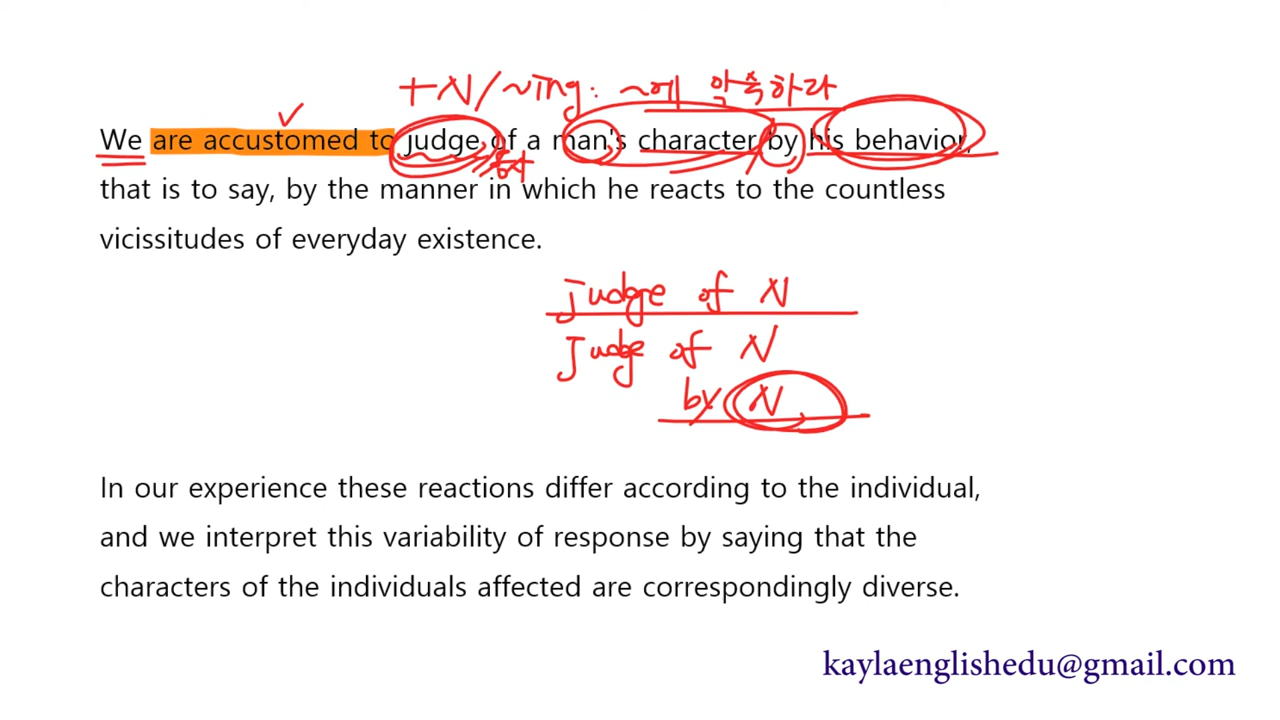 +N/~ing: ~에 익숙하다
We are accustomed to judge of a man's character by his behavior,
that is to say, by the manner in which he reacts to the countless
vicissitudes of everyday existence.
judge of N
Judge of N
by N
In our experience these reactions differ according to the individual,
and we interpret this variability of response by saying that the
characters of the individuals affected are correspondingly diverse.
kaylaenglishedu@gmail.com